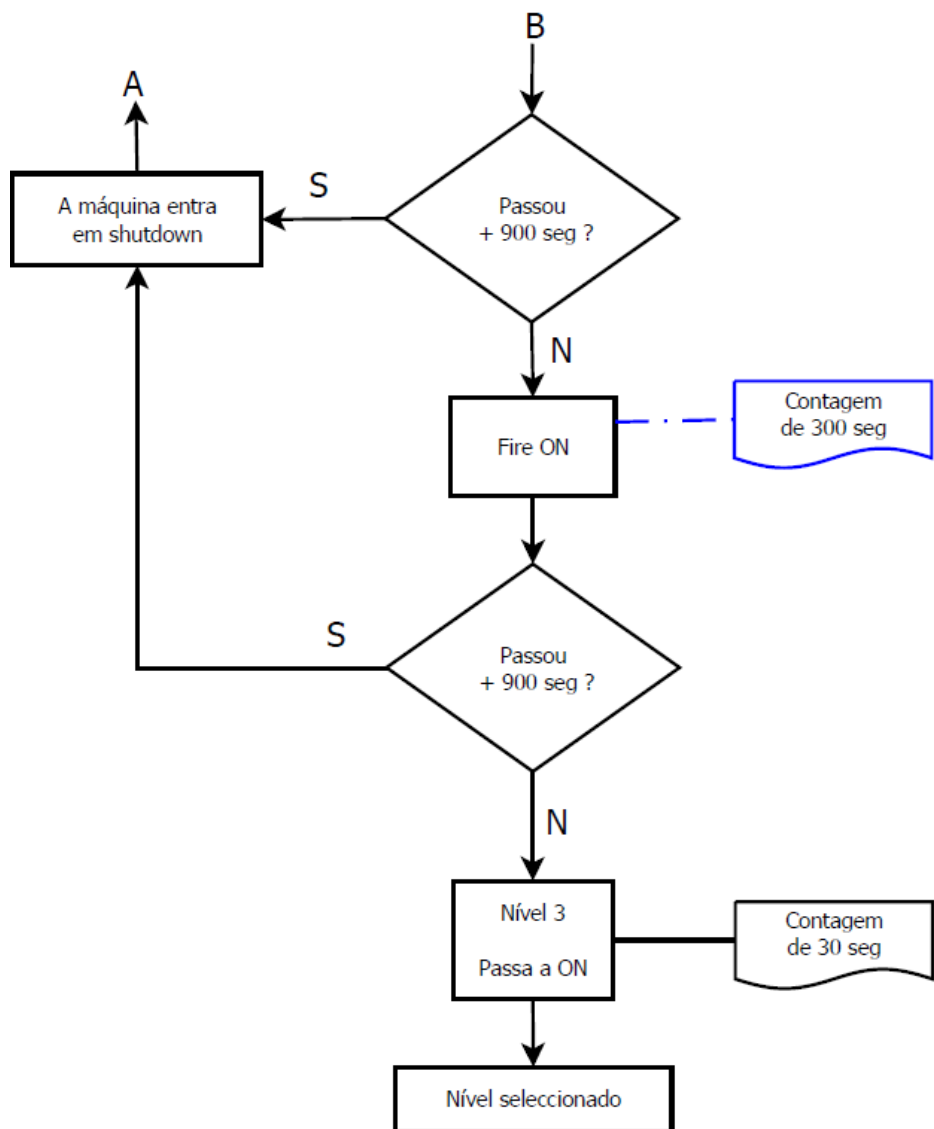 B
A
S
A máquina entra
em shutdown
Passou
+ 900 seg ?
N
Contagem
de 300 seg
Fire ON
S
Passou
+ 900 seg ?
N
Nível 3
Passa a ON
Contagem
de 30 seg
Nível seleccionado